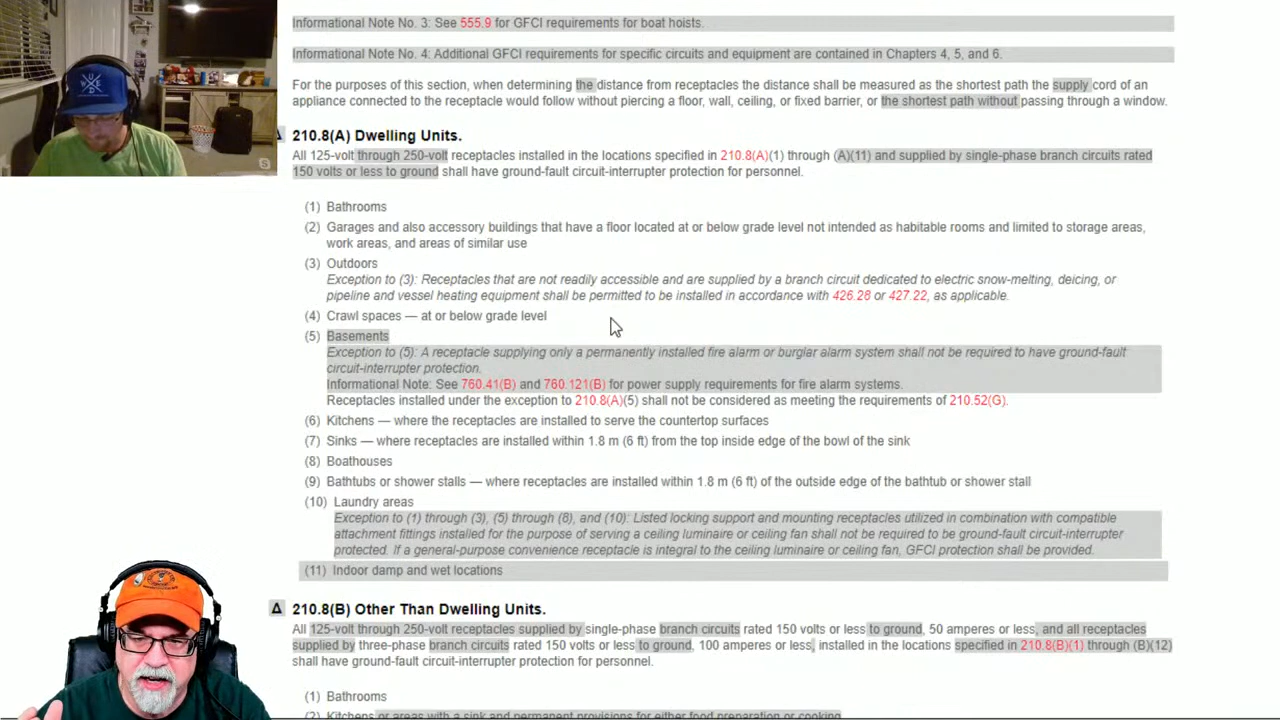 Informational Note No. 3: See 555.9 for GFCI requirements for boat hoists.
Informational Note No. 4: Additional GFCI requirements for specific circuits and equipment are contained in Chapters 4, 5, and 6.
For the purposes of this section, when determining the distance from receptacles the distance shall be measured as the shortest path the supply cord of an
appliance connected to the receptacle would follow without piercing a floor, wall, ceiling, or fixed barrier, or the shortest path without passing through a window.
210.8(A) Dwelling Units.
All 125-volt through 250-volt receptacles installed in the locations specified in 210.8(A)(1) through (A)(11) and supplied by single-phase branch circuits rated
150 volts or less to ground shall have ground-fault circuit-interrupter protection for personnel.
(1) Bathrooms
(2) Garages and also accessory buildings that have a floor located at or below grade level not intended as habitable rooms and limited to storage areas,
work areas, and areas of similar use
(3) Outdoors
Exception to (3): Receptacles that are not readily accessible and are supplied by a branch circuit dedicated to electric snow-melting, deicing, or
pipeline and vessel heating equipment shall be permitted to be installed in accordance with 426.28 or 427.22, as applicable.
(4) Crawl spaces — at or below grade level
(5) Basements
Exception to (5): A receptacle supplying only a permanently installed fire alarm or burglar alarm system shall not be required to have ground-fault
circuit-interrupter protection.
Informational Note: See 760.41(B) and 760.121(B) for power supply requirements for fire alarm systems.
Receptacles installed under the exception to 210.8(A)(5) shall not be considered as meeting the requirements of 210.52(G).
(6) Kitchens — where the receptacles are installed to serve the countertop surfaces
(7) Sinks — where receptacles are installed within 1.8 m (6 ft) from the top inside edge of the bowl of the sink
(8) Boathouses
(9) Bathtubs or shower stalls — where receptacles are installed within 1.8 m (6 ft) of the outside edge of the bathtub or shower stall
(10) Laundry areas
Exception to (1) through (3), (5) through (8), and (10): Listed locking support and mounting receptacles utilized in combination with compatible
attachment fittings installed for the purpose of serving a ceiling luminaire or ceiling fan shall not be required to be ground-fault circuit-interrupter
protected. If a general-purpose convenience receptacle is integral to the ceiling luminaire or ceiling fan, GFCI protection shall be provided.
(11) Indoor damp and wet locations
Δ 210.8(B) Other Than Dwelling Units.
All 125-volt through 250-volt receptacles supplied by single-phase branch circuits rated 150 volts or less to ground, 50 amperes or less, and all receptacles
supplied by three-phase branch circuits rated 150 volts or less to ground, 100 amperes or less, installed in the locations specified in 210.8(B)(1) through (B)(12)
shall have ground-fault circuit-interrupter protection for personnel.
(1) Bathrooms
(2) Kitchens or areas with a sink and permanent provisions for either food preparation or cooking